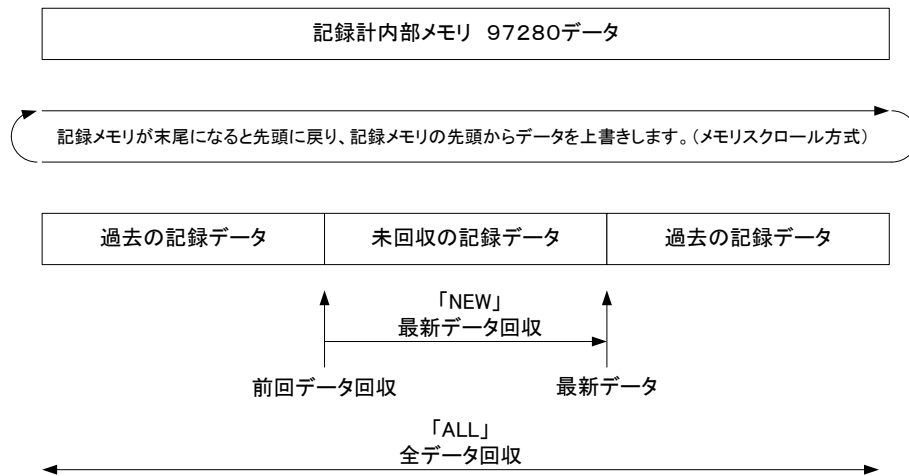 記録計内部メモリ 97280データ
記録メモリが末尾になると先頭に戻り、記録メモリの先頭からデータを上書きします。(メモリスクロール方式)
過去の記録データ 未回収の記録データ 過去の記録データ
「NEW」
最新データ回収
前回データ回収 最新データ
「ALL」
全データ回収